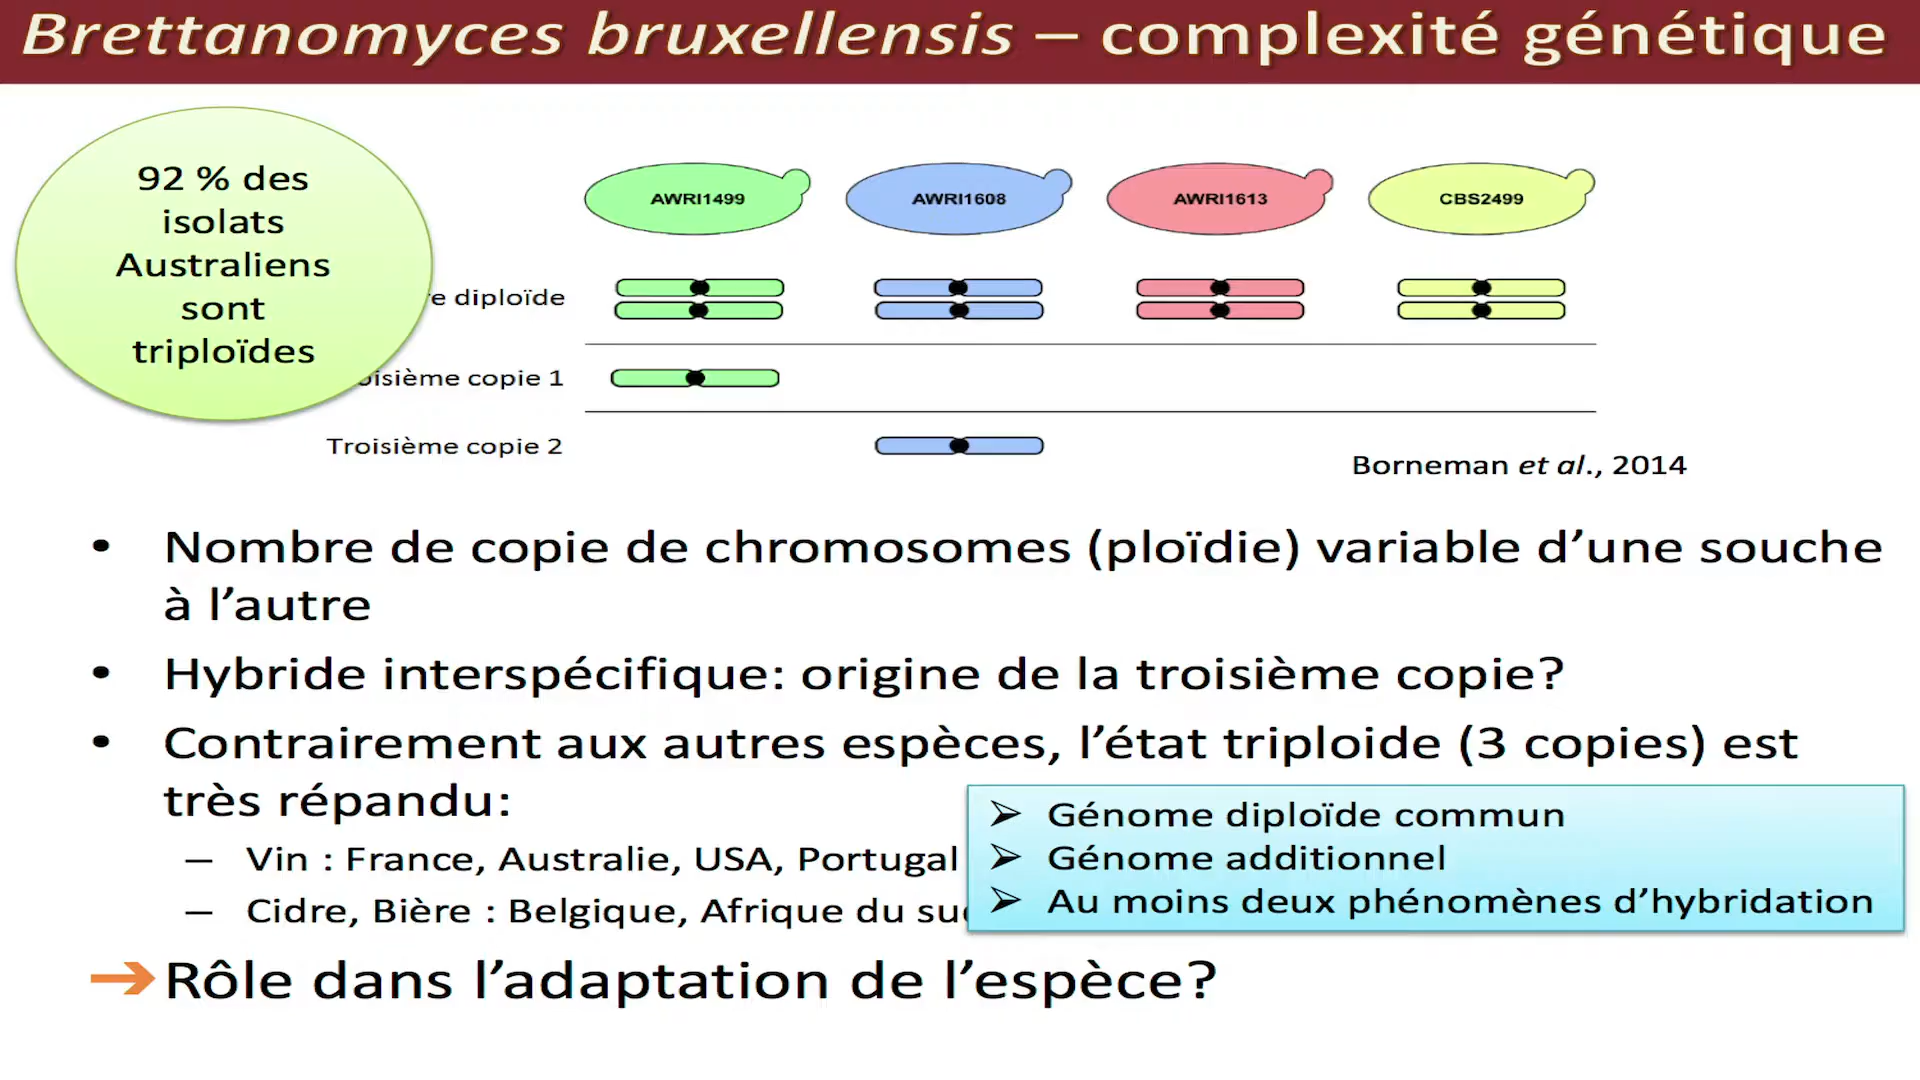 Brettanomyces bruxellensis – complexité génétique
92 % des
isolats
Australiens
sont
triploïdes
AWRI1499
AWRI1608
AWRI1613
CBS2499
diploïde
copie 1
Troisième copie 2
Borneman et al., 2014
• Nombre de copie de chromosomes (ploïdie) variable d’une souche
à l’autre
• Hybride interspécifique: origine de la troisième copie?
• Contrairement aux autres espèces, l’état triploide (3 copies) est
très répandu:
– Vin : France, Australie, USA, Portugal
– Cidre, Bière : Belgique, Afrique du
➢ Génome diploïde commun
➢ Génome additionnel
➢ Au moins deux phénomènes d’hybridation
➔ Rôle dans l’adaptation de l’espèce?